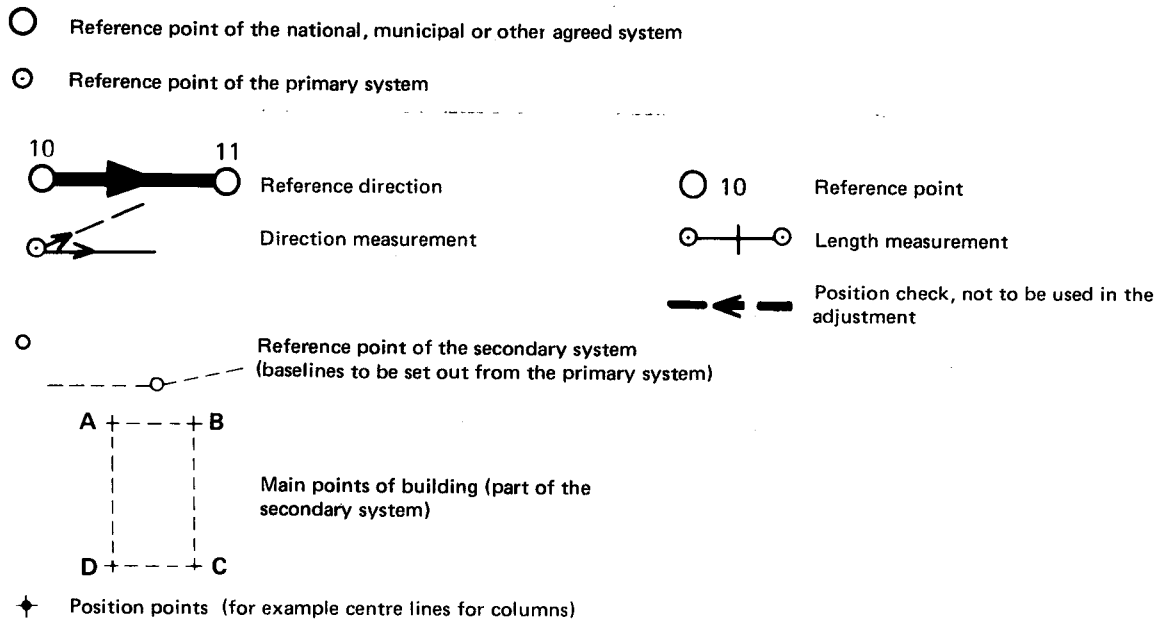 Reference point of the national, municipal or other agreed system
Reference point of the primary system
10 11
Reference direction
Direction measurement
10 Reference point
Length measurement
Position check, not to be used in the
adjustment
Reference point of the secondary system
(baselines to be set out from the primary system)
A B
Main points of building (part of the
secondary system)
D C
Position points (for example centre lines for columns)